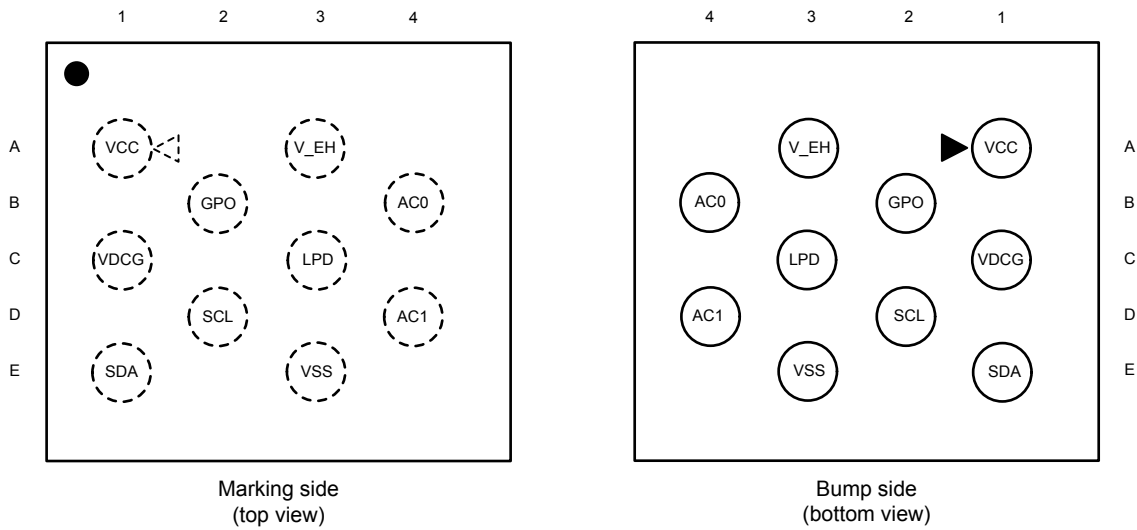 1 2 3 4 4 3 2 1
A VCC V_EH V_EH VCC A
B GPO AC0 AC0 GPO B
C VDCG LPD LPD VDCG C
D SCL AC1 AC1 SCL D
E SDA VSS VSS SDA E
Marking side Bump side
(top view) (bottom view)